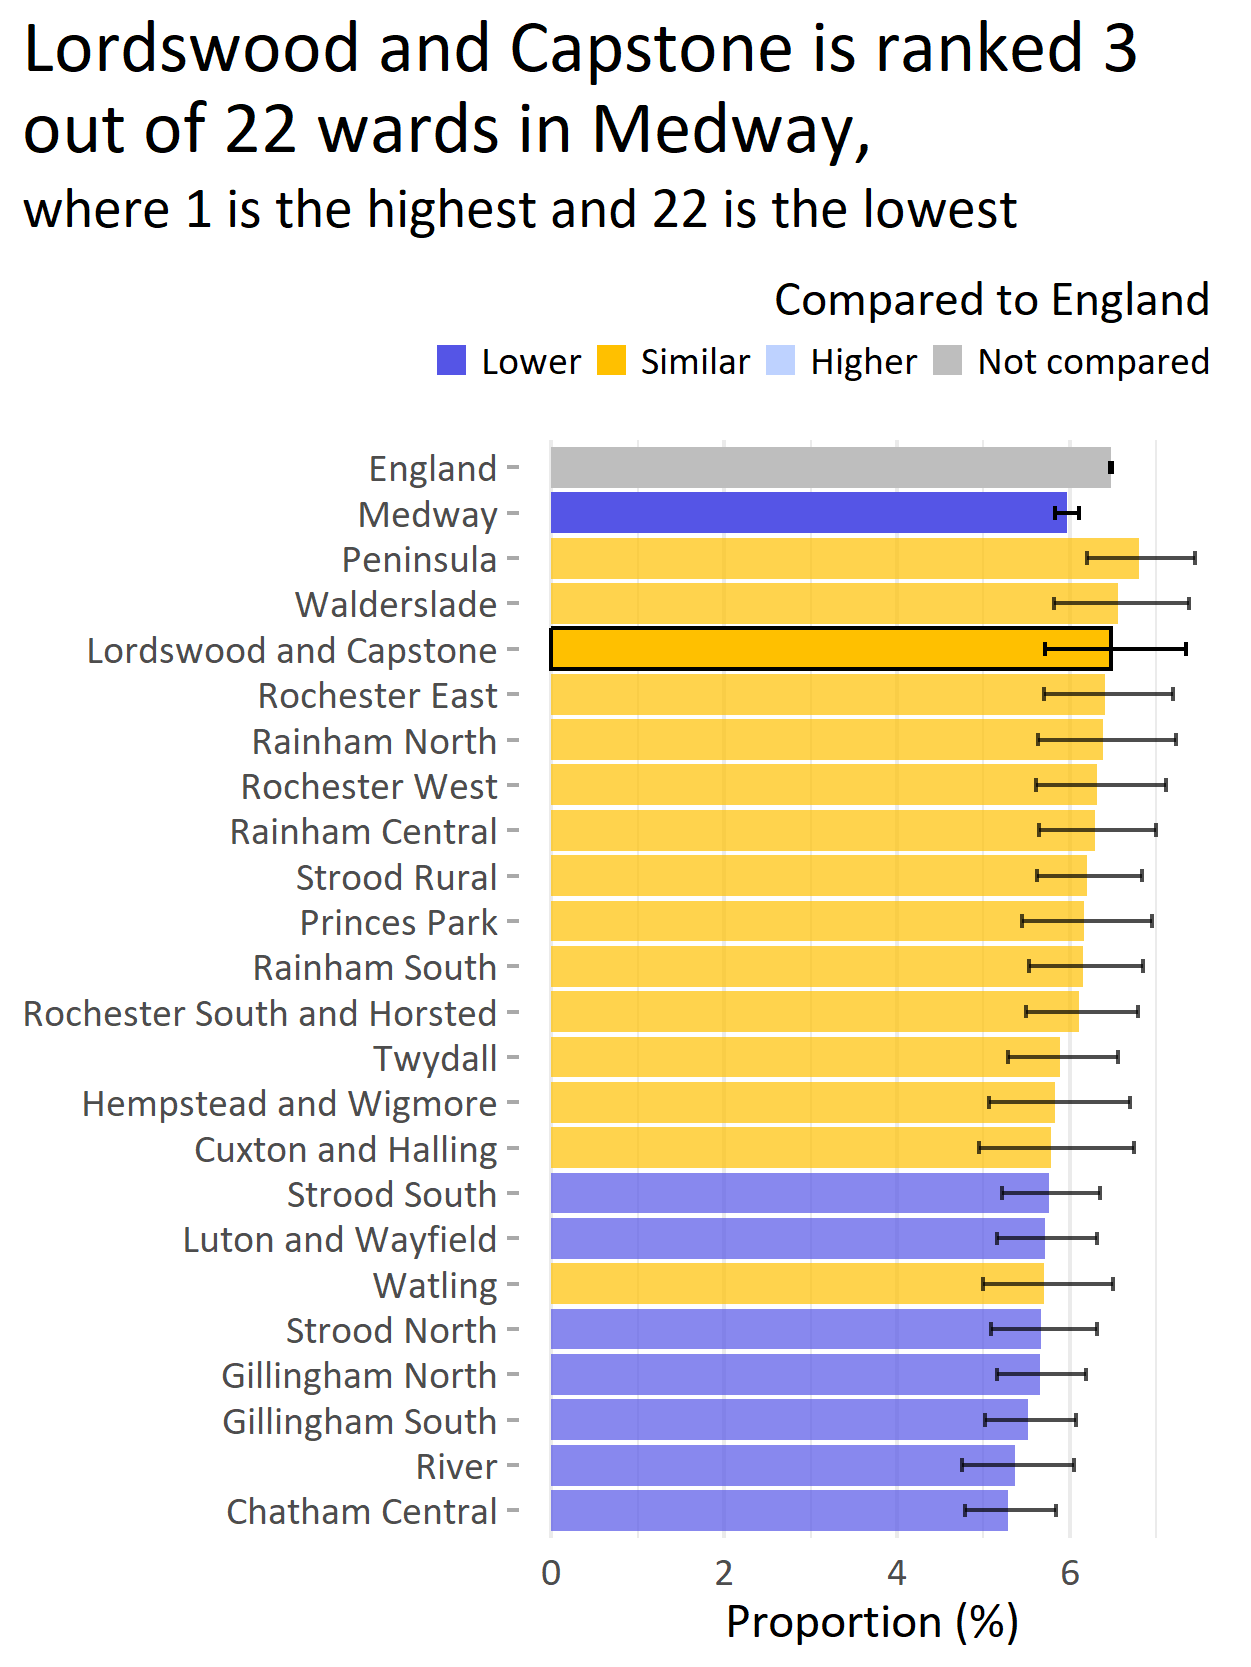 Lordswood and Capstone is ranked 3
out of 22 wards in Medway,
where 1 is the highest and 22 is the lowest
Compared to England
Lower Similar Higher Not compared
England
Medway
Peninsula
Walderslade
Lordswood and Capstone
Rochester East
Rainham North
Rochester West
Rainham Central
Strood Rural
Princes Park
Rainham South
Rochester South and Horsted
Twydall
Hempstead and Wigmore
Cuxton and Halling
Strood South
Luton and Wayfield
Watling
Strood North
Gillingham North
Gillingham South
River
Chatham Central
0 2 4 6
Proportion (%)